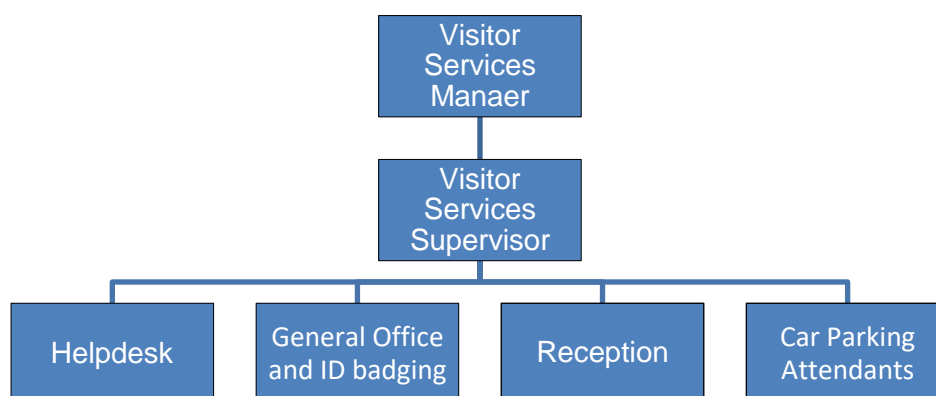 Visitor
Services
Manaer
Visitor
Services
Supervisor
Helpdesk
General Office
and ID badging
Reception
Car Parking
Attendants